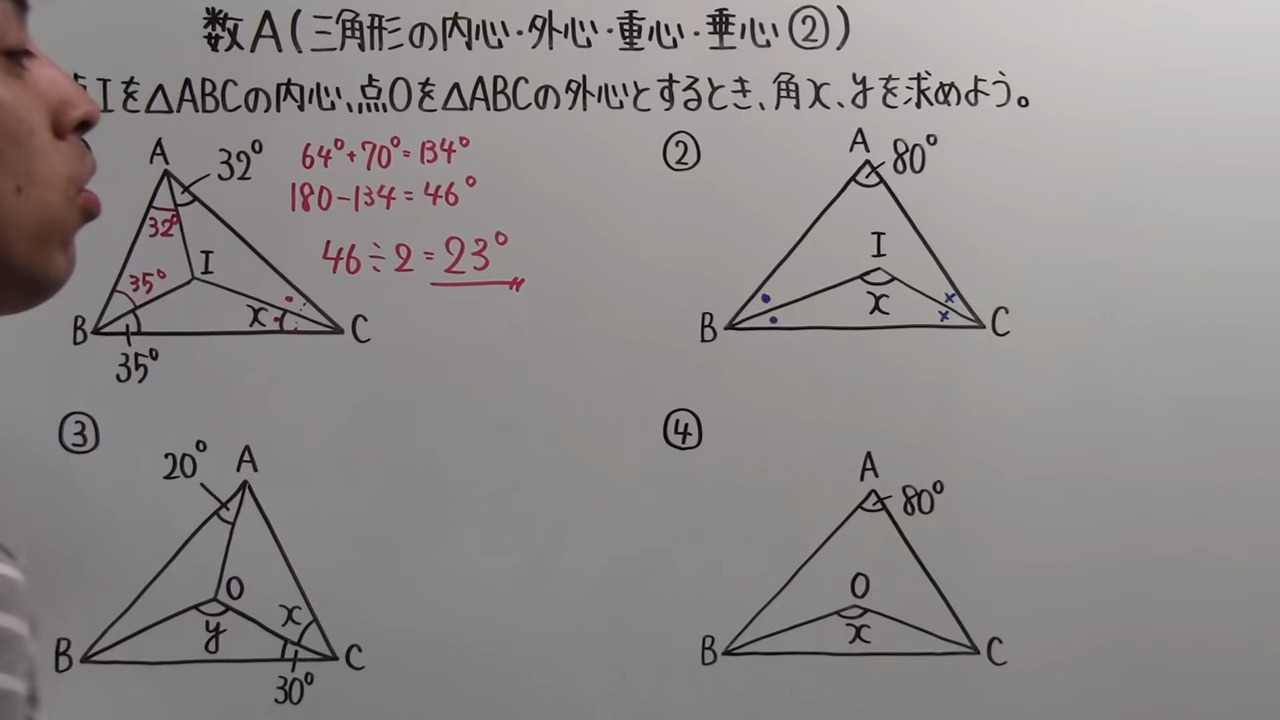 数A(三角形の内心・外心・重心・垂心②)
Iを△ABCの内心、点Oを△ABCの外心とするとき、角x、yを求めよう。
A
32°
32°
35°
I
B
35°
x
C
64°+70°=134°
180-134=46°
46÷2=23°
②
A
80°
I
x
B
C
③
20°
A
O
y
x
B
C
30°
④
A
80°
O
x
B
C